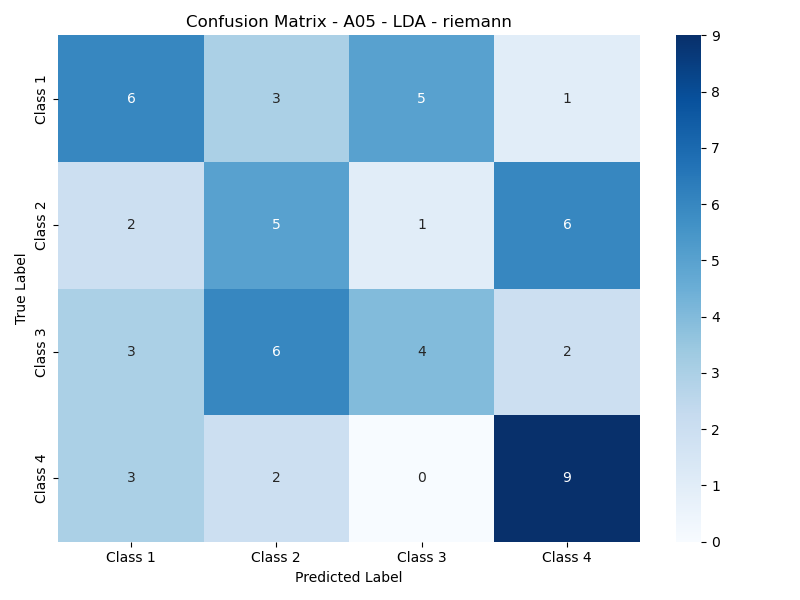 Confusion Matrix - A05 - LDA - riemann
True Label
Class 1
6 3 5 1
Class 2
2 5 1 6
Class 3
3 6 4 2
Class 4
3 2 0 9
Class 1 Class 2 Class 3 Class 4
Predicted Label
9
8
7
6
5
4
3
2
1
0